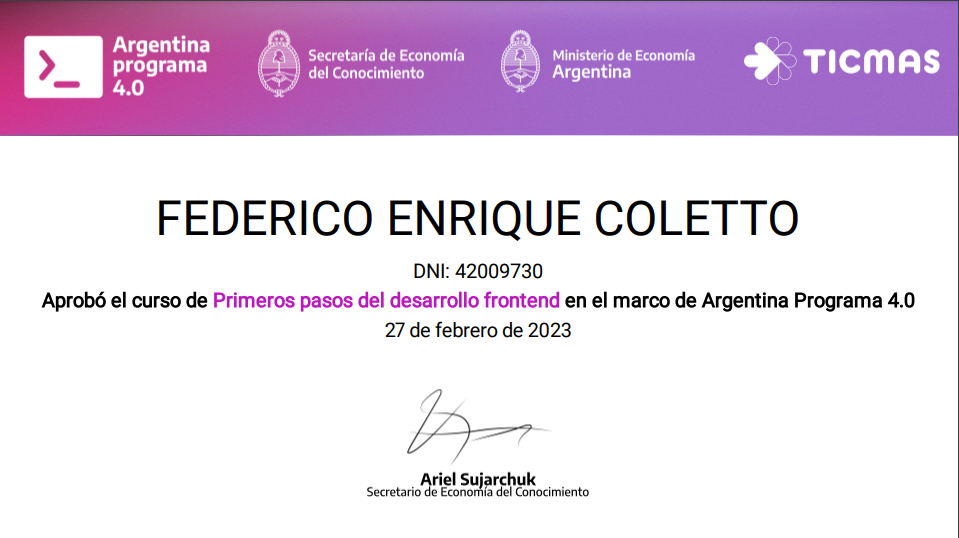 Argentina
programa
4.0
Secretaría de Economía
del Conocimiento
Ministerio de Economía
Argentina
TICMAS
FEDERICO ENRIQUE COLETTO
DNI: 42009730
Aprobó el curso de Primeros pasos del desarrollo frontend en el marco de Argentina Programa 4.0
27 de febrero de 2023
Ariel Sujarchuk
Secretario de Economía del Conocimiento